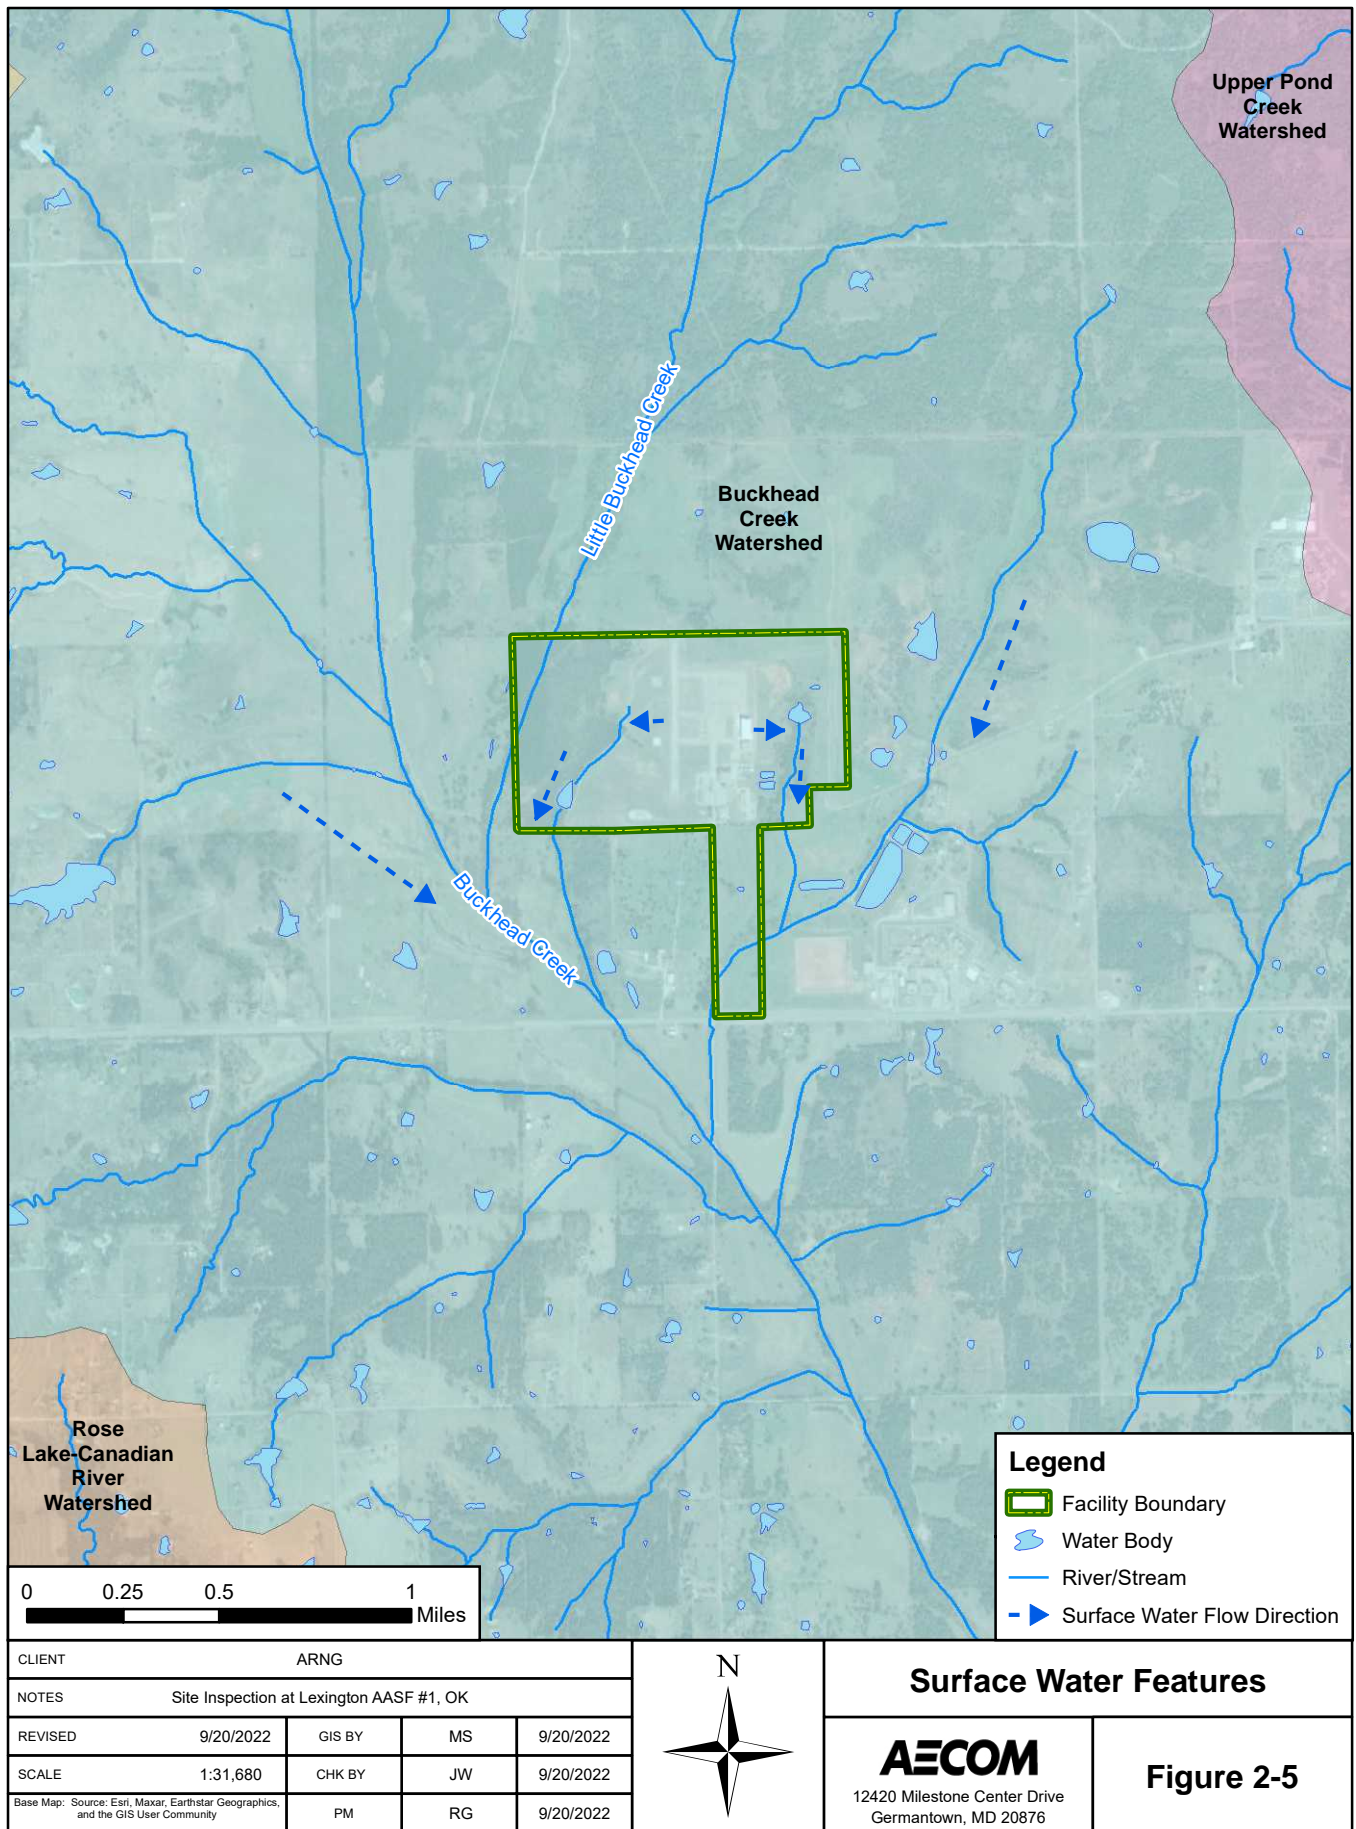 Upper Pond
Creek
Watershed
Little Buckhead Creek
Buckhead
Creek
Watershed
Buckhead Creek
Rose
Lake-Canadian
River
Watershed
Legend
Facility Boundary
Water Body
River/Stream
Surface Water Flow Direction
0 0.25 0.5 1
Miles
CLIENT ARNG
NOTES Site Inspection at Lexington AASF #1, OK
REVISED 9/20/2022 GIS BY MS 9/20/2022
SCALE 1:31,680 CHK BY JW 9/20/2022
Base Map: Source: Esri, Maxar, Earthstar Geographics,
and the GIS User Community
PM RG 9/20/2022
N
Surface Water Features
AECOM
12420 Milestone Center Drive
Germantown, MD 20876
Figure 2-5